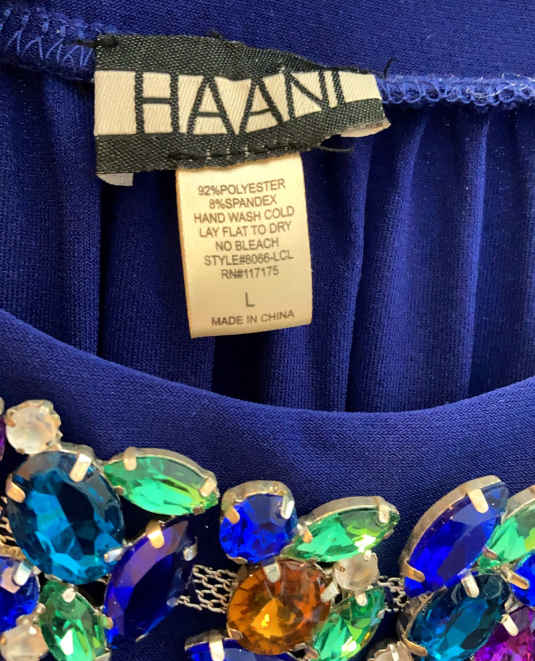 HAANI
92%POLYESTER
8%SPANDEX
HAND WASH COLD
LAY FLAT TO DRY
NO BLEACH
STYLE#8066-LCL
RN#117175
L
MADE IN CHINA